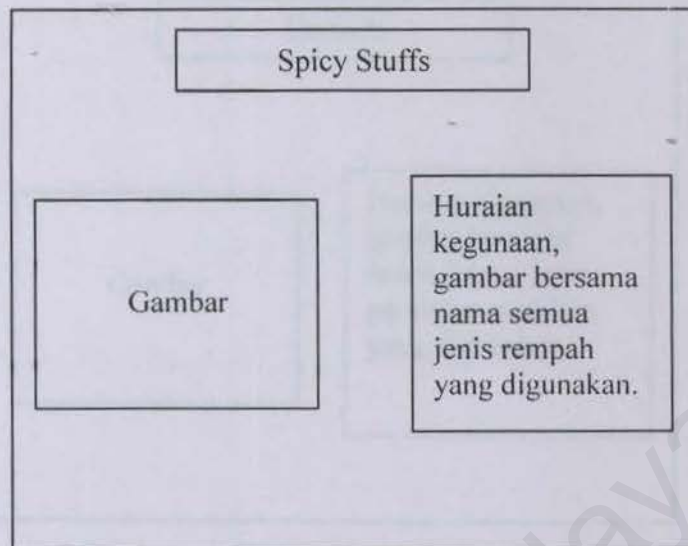 Spicy Stuffs
Gambar
Huraian
kegunaan,
gambar bersama
nama semua
jenis rempah
yang digunakan.